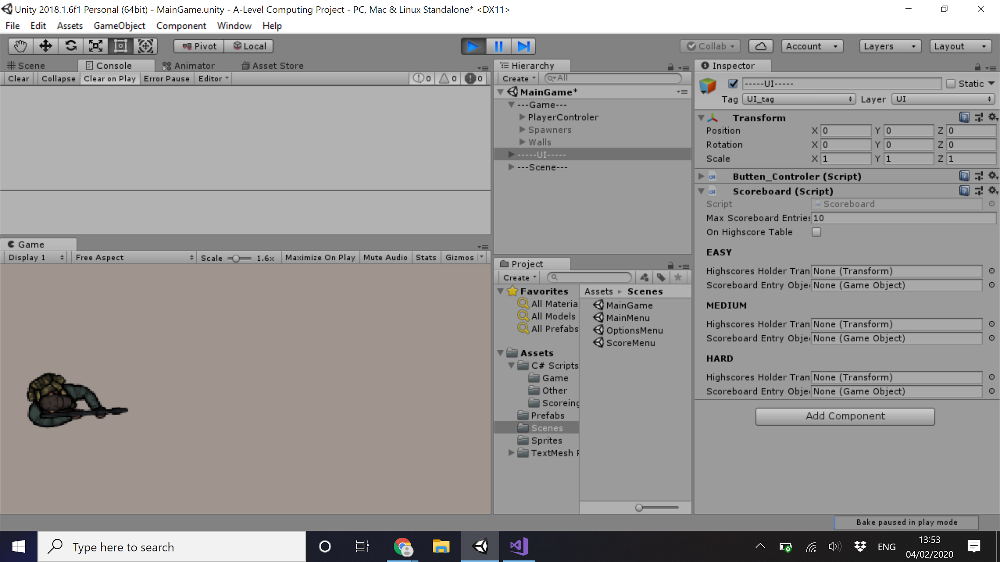 Unity 2018.1.6f1 Personal (64bit) - MainGame.unity - A-Level Computing Project - PC, Mac & Linux Standalone* <DX11>
File Edit Assets GameObject Component Window Help
Pivot Local Collab Account Layers Layout
Scene Console Animator Asset Store
Clear Collapse Clear on Play Error Pause Editor 0 0 0
Game
Display 1 Free Aspect Scale 1.6x Maximize On Play Mute Audio Stats Gizmos
Hierarchy
Create All
MainGame*
---Game---
PlayerControler
Spawners
Walls
-----UI-----
---Scene---
Project
Create
Favorites
All Materia
All Models
All Prefabs
Assets
C# Scripts
Game
Other
Scoreing
Prefabs
Scenes
Sprites
TextMesh P
Assets Scenes
MainGame
MainMenu
OptionsMenu
ScoreMenu
Inspector
-----UI----- Static
Tag UI_tag Layer UI
Transform
Position X 0 Y 0 Z 0
Rotation X 0 Y 0 Z 0
Scale X 1 Y 1 Z 1
C# Butten_Controler (Script)
C# Scoreboard (Script)
Script Scoreboard
Max Scoreboard Entries 10
On Highscore Table
EASY
Highscores Holder Tran None (Transform)
Scoreboard Entry Obje None (Game Object)
MEDIUM
Highscores Holder Tran None (Transform)
Scoreboard Entry Obje None (Game Object)
HARD
Highscores Holder Tran None (Transform)
Scoreboard Entry Obje None (Game Object)
Add Component
Bake paused in play mode
Type here to search
ENG
13:53
04/02/2020